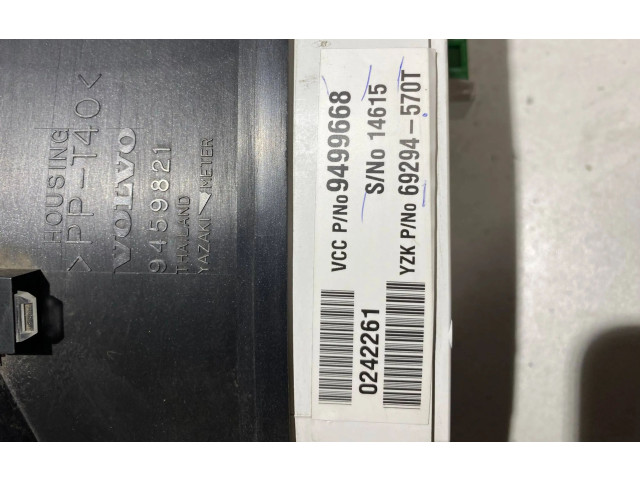 HOUSING
>PP-T40<
VOLVO
9459821
THAILAND
YAZAKI METER
VCC P/No 9499668
S/No 14615
0242261
YZK P/No 69294-570T